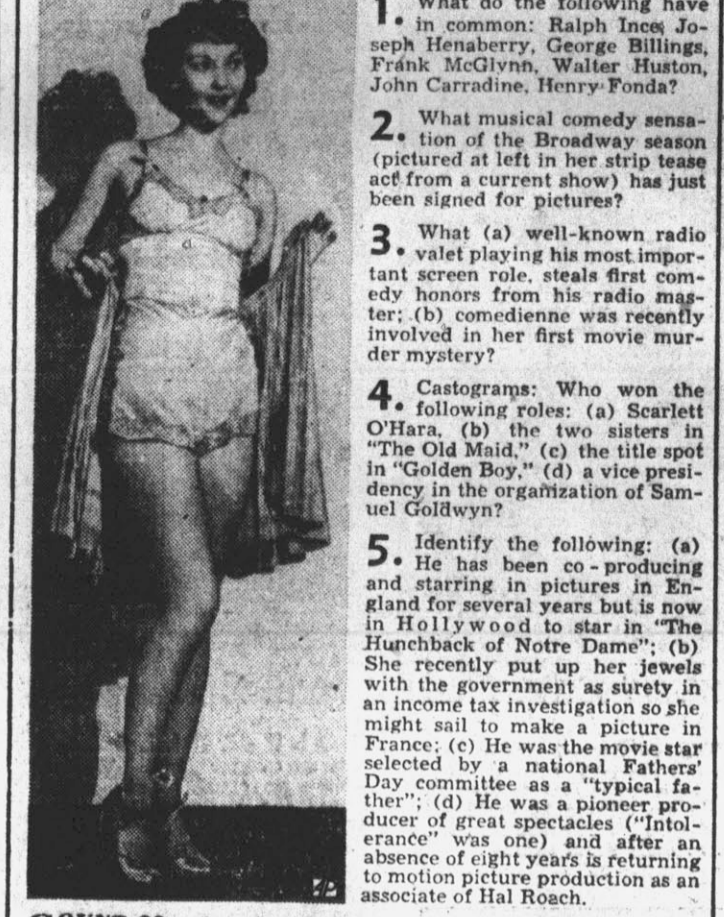 1. What do the following have
in common: Ralph Ince, Jo-
seph Henaberry, George Billings,
Frank McGlynn, Walter Huston,
John Carradine, Henry Fonda?
2. What musical comedy sensa-
tion of the Broadway season
(pictured at left in her strip tease
act from a current show) has just
been signed for pictures?
3. What (a) well-known radio
valet playing his most impor-
tant screen role, steals first com-
edy honors from his radio mas-
ter; (b) comedienne was recently
involved in her first movie mur-
der mystery?
4. Castograms: Who won the
following roles: (a) Scarlett
O'Hara, (b) the two sisters in
"The Old Maid," (c) the title spot
in "Golden Boy," (d) a vice presi-
dency in the organization of Sam-
uel Goldwyn?
5. Identify the following: (a)
He has been co-producing
and starring in pictures in En-
gland for several years but is now
in Hollywood to star in "The
Hunchback of Notre Dame"; (b)
She recently put up her jewels
with the government as surety in
an income tax investigation so she
might sail to make a picture in
France; (c) He was the movie star
selected by a national Fathers'
Day committee as a "typical fa-
ther"; (d) He was a pioneer pro-
ducer of great spectacles ("Intol-
erance" was one) and after an
absence of eight years is returning
to motion picture production as an
associate of Hal Roach.